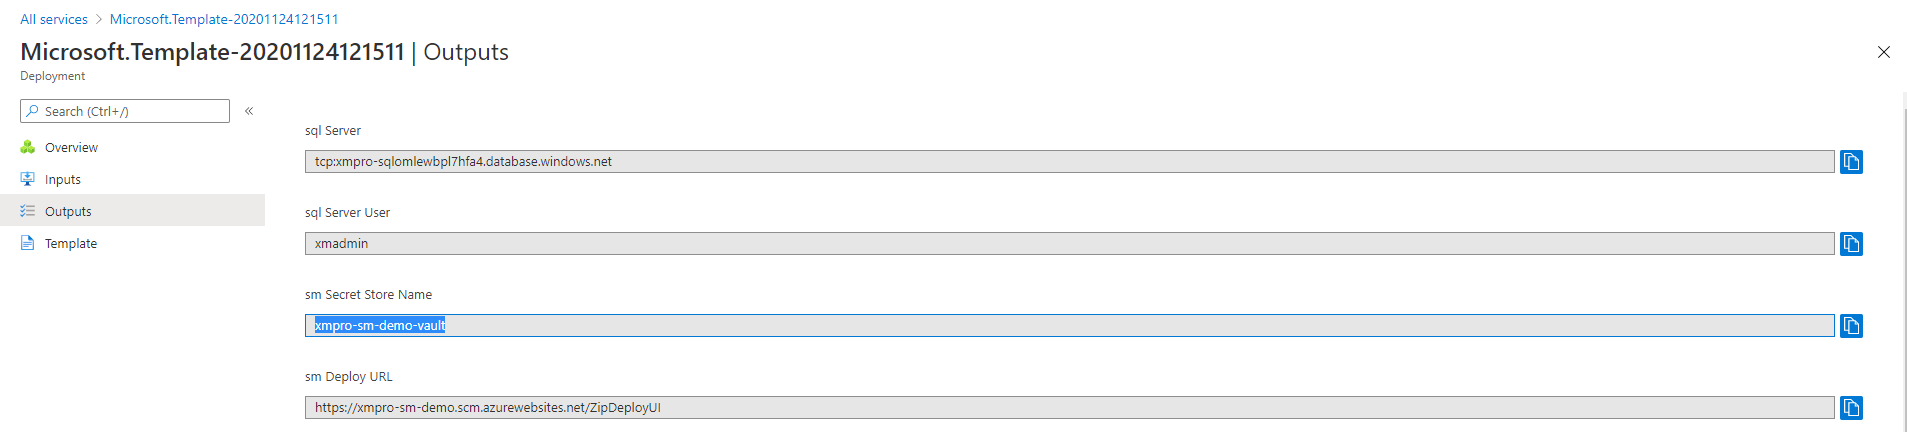 All services > Microsoft.Template-20201124121511
Microsoft.Template-20201124121511 | Outputs
Deployment
Search (Ctrl+/)
«
Overview
Inputs
Outputs
Template
sql Server
tcp:xmpro-sqlomlewbpl7hfa4.database.windows.net
sql Server User
xmadmin
sm Secret Store Name
xmpro-sm-demo-vault
sm Deploy URL
https://xmpro-sm-demo.scm.azurewebsites.net/ZipDeployUI